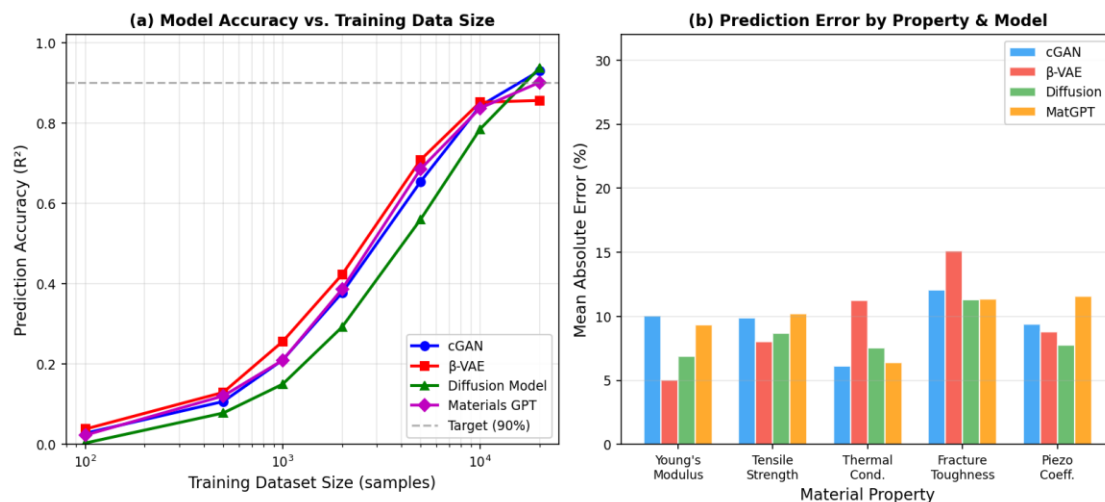 (a) Model Accuracy vs. Training Data Size
Prediction Accuracy (R²)
1.0
0.8
0.6
0.4
0.2
0.0
10²
10³
10⁴
Training Dataset Size (samples)
cGAN
β-VAE
Diffusion Model
Materials GPT
Target (90%)
(b) Prediction Error by Property & Model
Mean Absolute Error (%)
30
25
20
15
10
5
0
cGAN
β-VAE
Diffusion
MatGPT
Young's
Modulus
Tensile
Strength
Thermal
Cond.
Fracture
Toughness
Piezo
Coeff.
Material Property